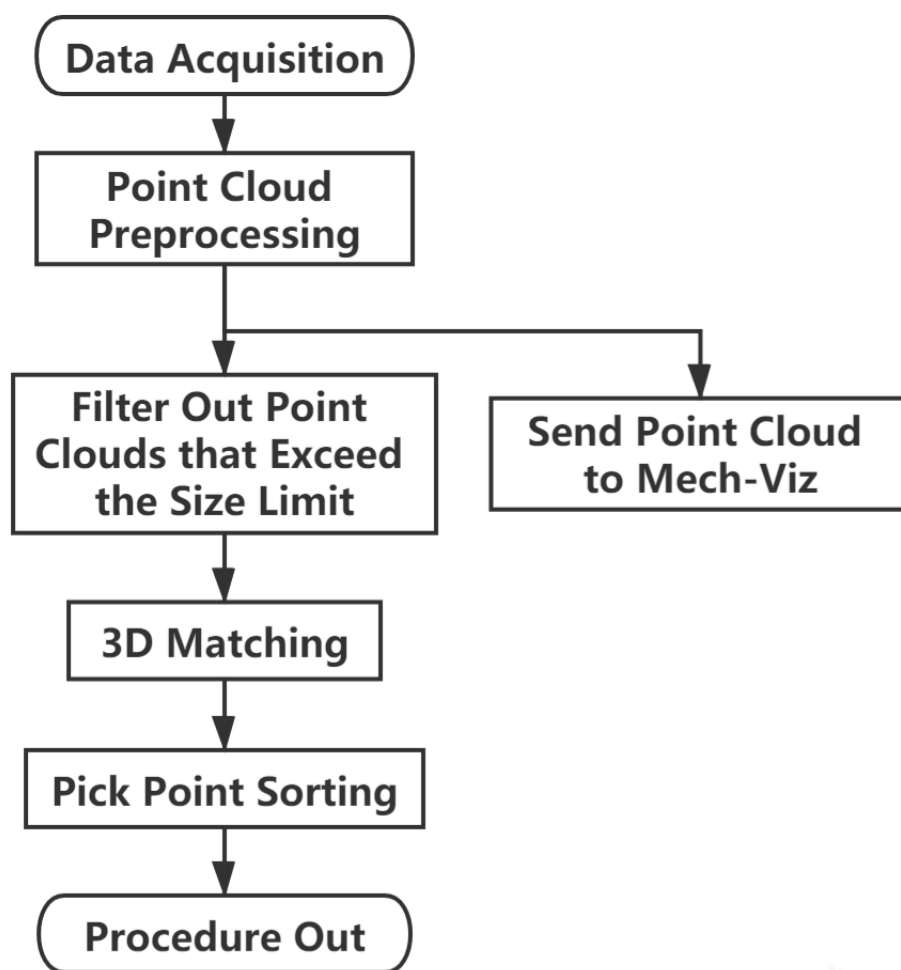 Data Acquisition
Point Cloud
Preprocessing
Filter Out Point
Clouds that Exceed
the Size Limit
Send Point Cloud
to Mech-Viz
3D Matching
Pick Point Sorting
Procedure Out